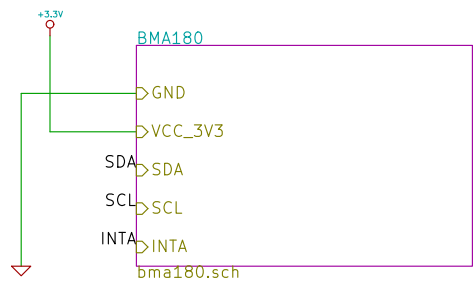 +3.3V
BMA180
GND
VCC_3V3
SDA
SDA
SCL
SCL
INTA
INTA
bma180.sch